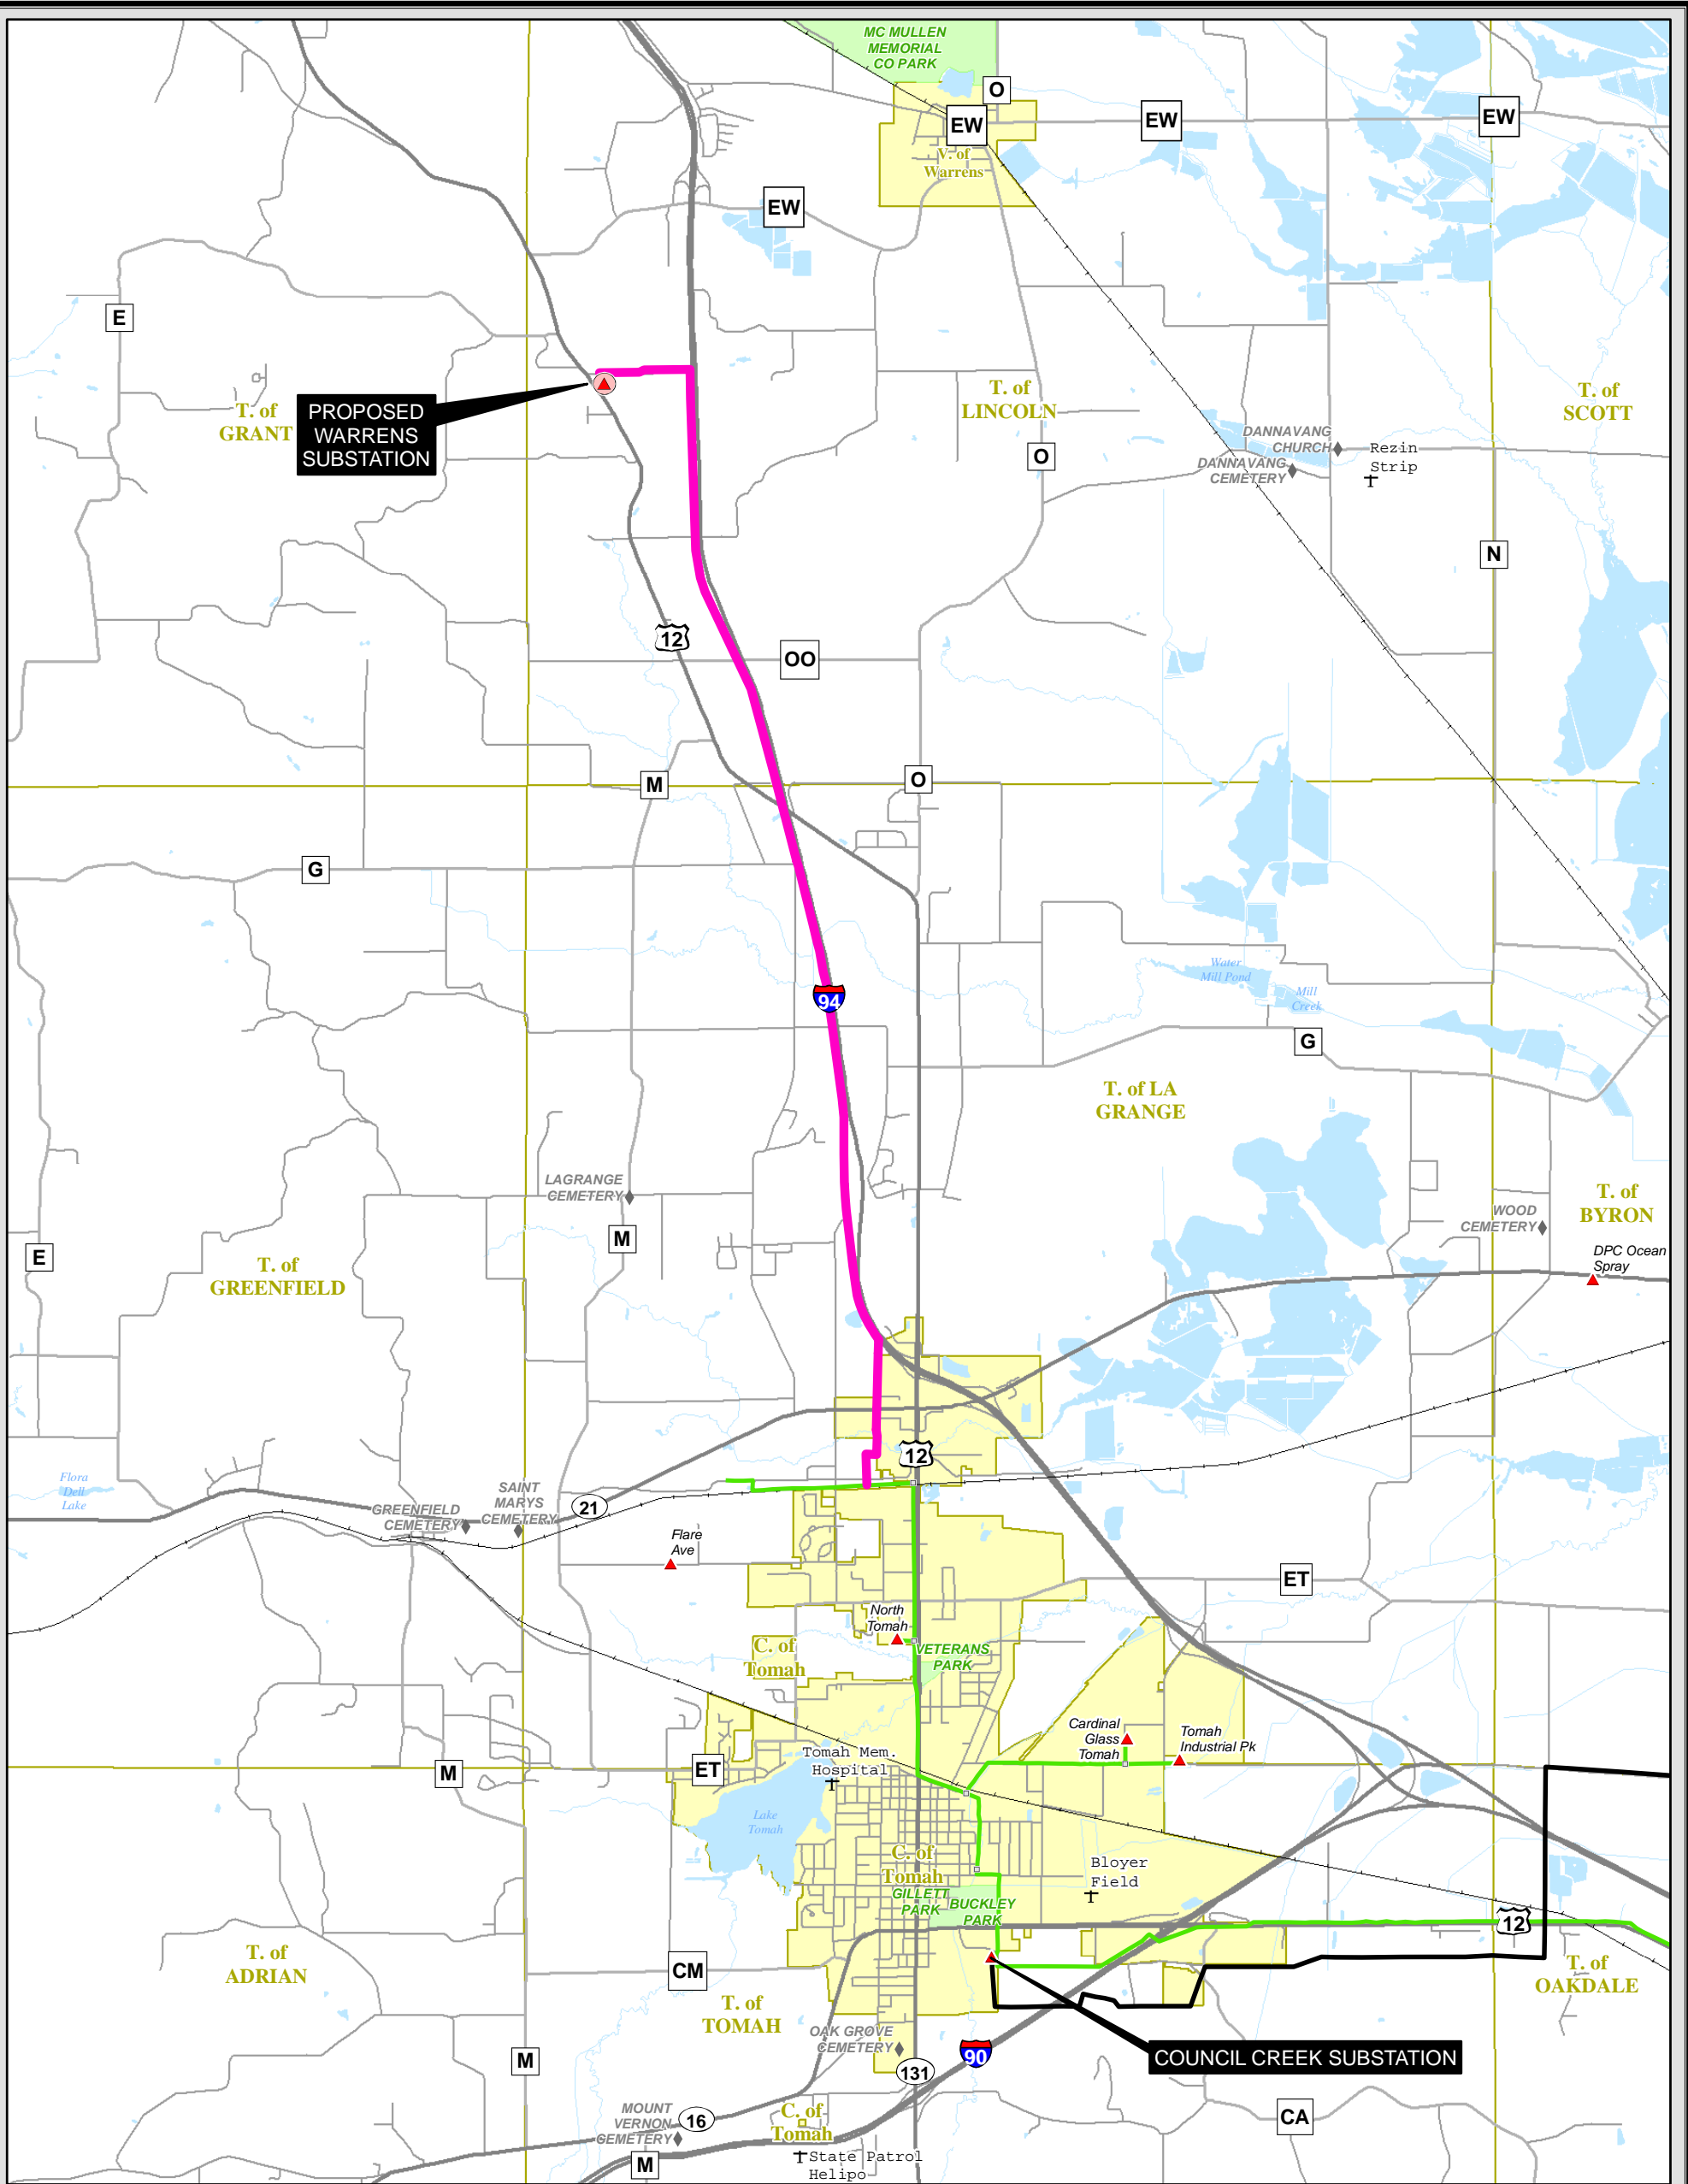 MC MULLEN
MEMORIAL
CO PARK
O
EW
EW
EW
V. of
Warrens
EW
E
T. of
GRANT
PROPOSED
WARRENS
SUBSTATION
T. of
LINCOLN
T. of
SCOTT
DANNAVANG
CHURCH
Rezin
Strip
DANNAVANG
CEMETERY
O
N
12
OO
M
O
G
94
Water
Mill Pond
Mill
Creek
G
T. of LA
GRANGE
LAGRANGE
CEMETERY
M
T. of
BYRON
WOOD
CEMETERY
E
T. of
GREENFIELD
DPC Ocean
Spray
12
Flora
Dell
Lake
SAINT
MARYS
CEMETERY
GREENFIELD
CEMETERY
21
Flare
Ave
ET
North
Tomah
C. of
Tomah
VETERANS
PARK
Cardinal
Glass
Tomah
Tomah
Industrial Pk
M
ET
Tomah Mem.
Hospital
Lake
Tomah
C. of
Tomah
Bloyer
Field
GILLETT
PARK
BUCKLEY
PARK
12
T. of
ADRIAN
CM
T. of
OAKDALE
T. of
TOMAH
OAK GROVE
CEMETERY
M
90
COUNCIL CREEK SUBSTATION
131
MOUNT
VERNON
CEMETERY
16
C. of
Tomah
CA
M
State Patrol
Helipo